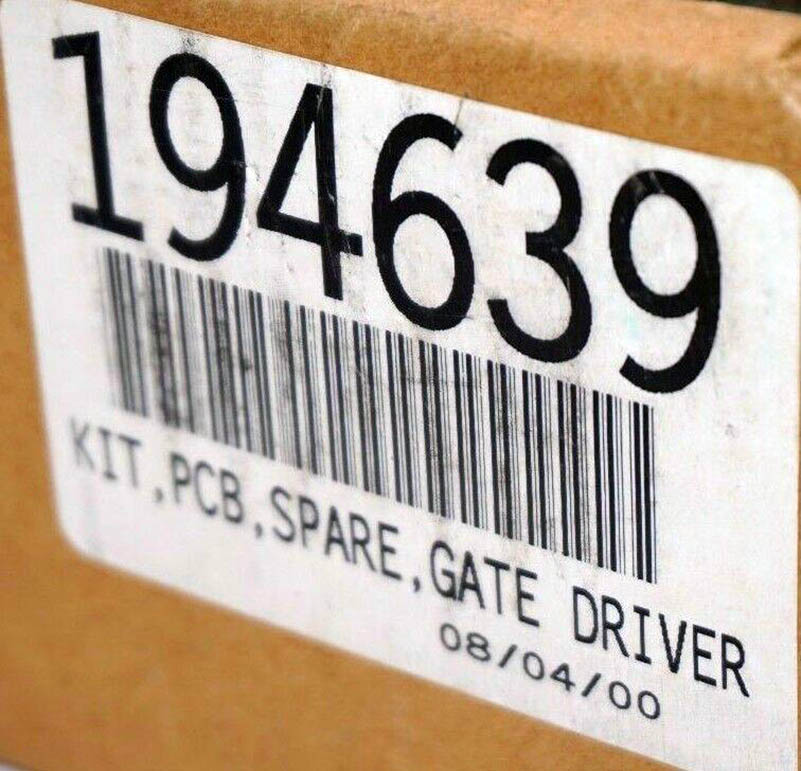 194639
KIT,PCB,SPARE,GATE DRIVER
08/04/00